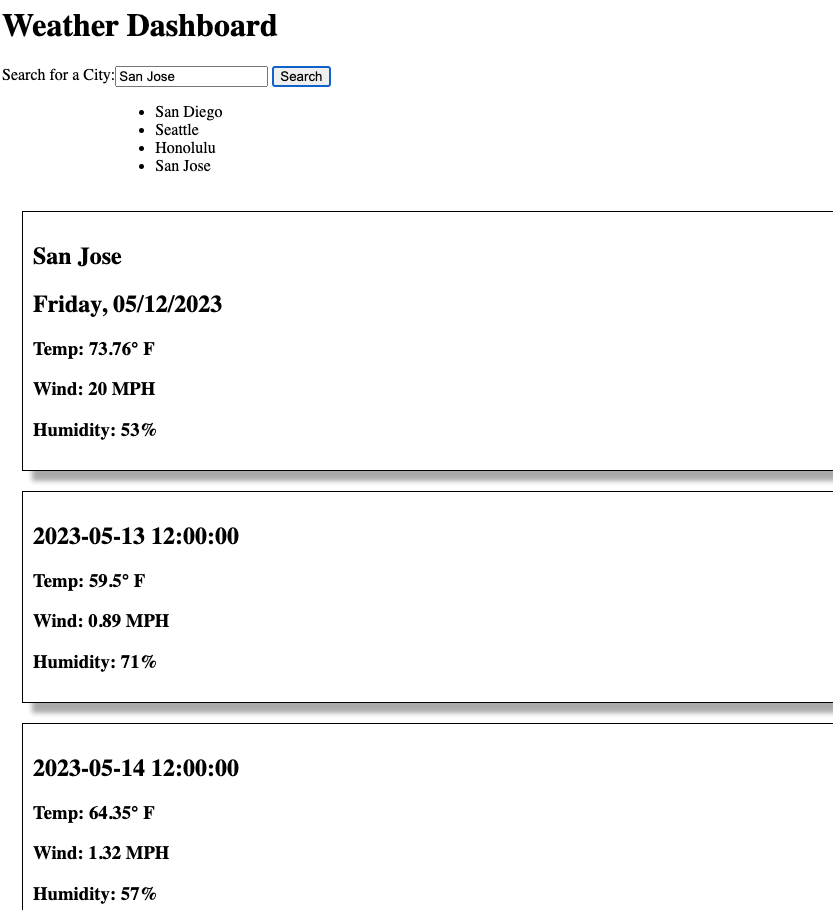 Weather Dashboard
Search for a City: San Jose Search
• San Diego
• Seattle
• Honolulu
• San Jose
San Jose
Friday, 05/12/2023
Temp: 73.76° F
Wind: 20 MPH
Humidity: 53%
2023-05-13 12:00:00
Temp: 59.5° F
Wind: 0.89 MPH
Humidity: 71%
2023-05-14 12:00:00
Temp: 64.35° F
Wind: 1.32 MPH
Humidity: 57%